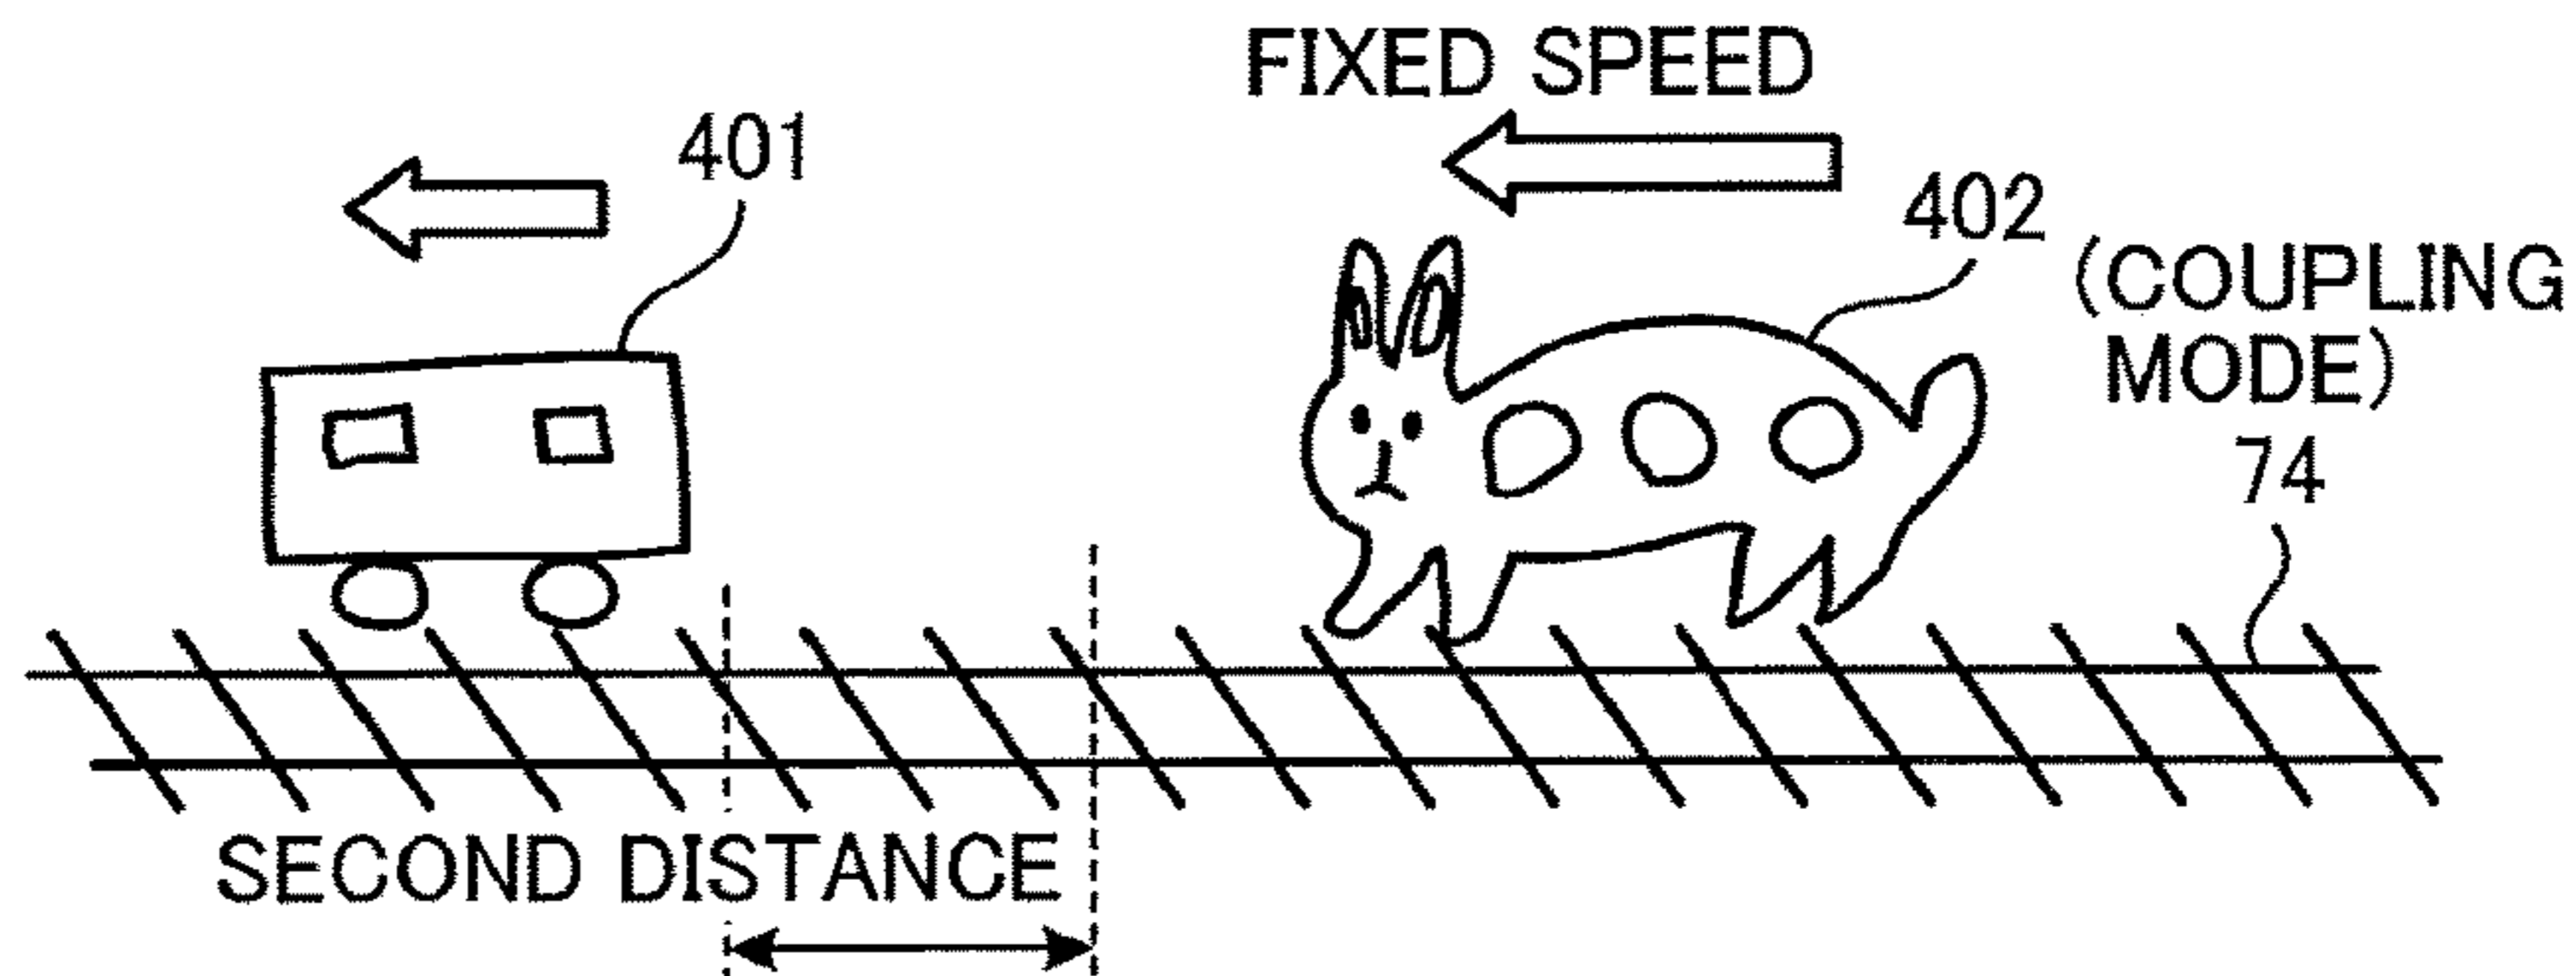 FIXED SPEED
401
402
(COUPLING
MODE)
74
SECOND DISTANCE